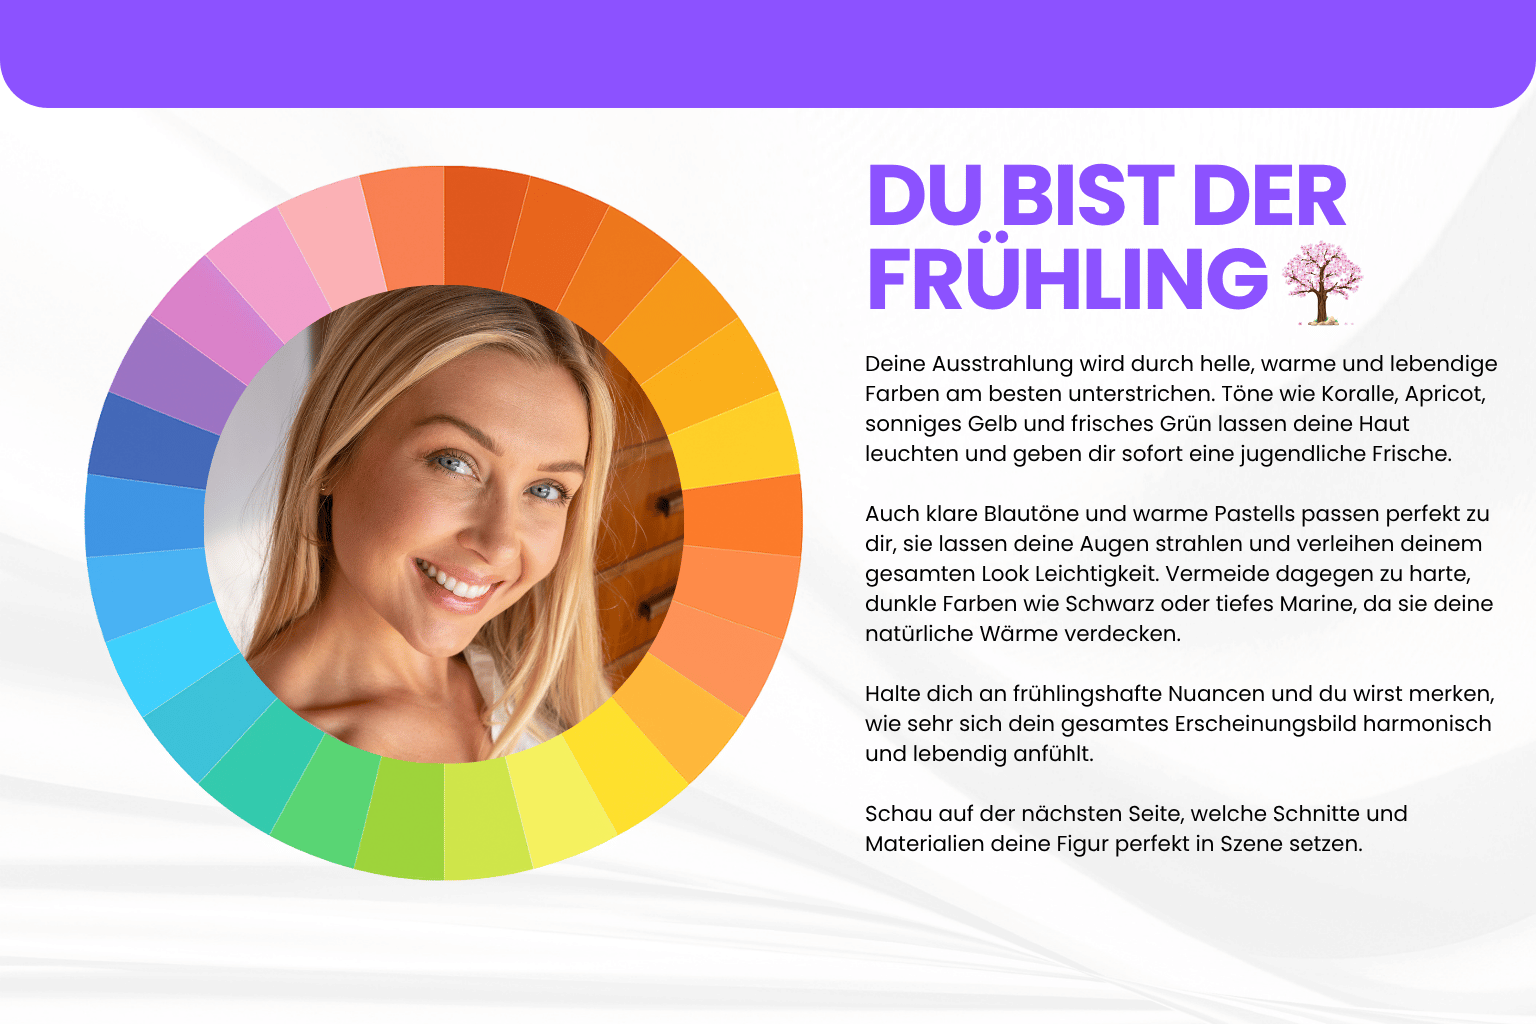 DU BIST DER
FRÜHLING
Deine Ausstrahlung wird durch helle, warme und lebendige
Farben am besten unterstrichen. Töne wie Koralle, Apricot,
sonniges Gelb und frisches Grün lassen deine Haut
leuchten und geben dir sofort eine jugendliche Frische.
Auch klare Blautöne und warme Pastells passen perfekt zu
dir, sie lassen deine Augen strahlen und verleihen deinem
gesamten Look Leichtigkeit. Vermeide dagegen zu harte,
dunkle Farben wie Schwarz oder tiefes Marine, da sie deine
natürliche Wärme verdecken.
Halte dich an frühlingshafte Nuancen und du wirst merken,
wie sehr sich dein gesamtes Erscheinungsbild harmonisch
und lebendig anfühlt.
Schau auf der nächsten Seite, welche Schnitte und
Materialien deine Figur perfekt in Szene setzen.